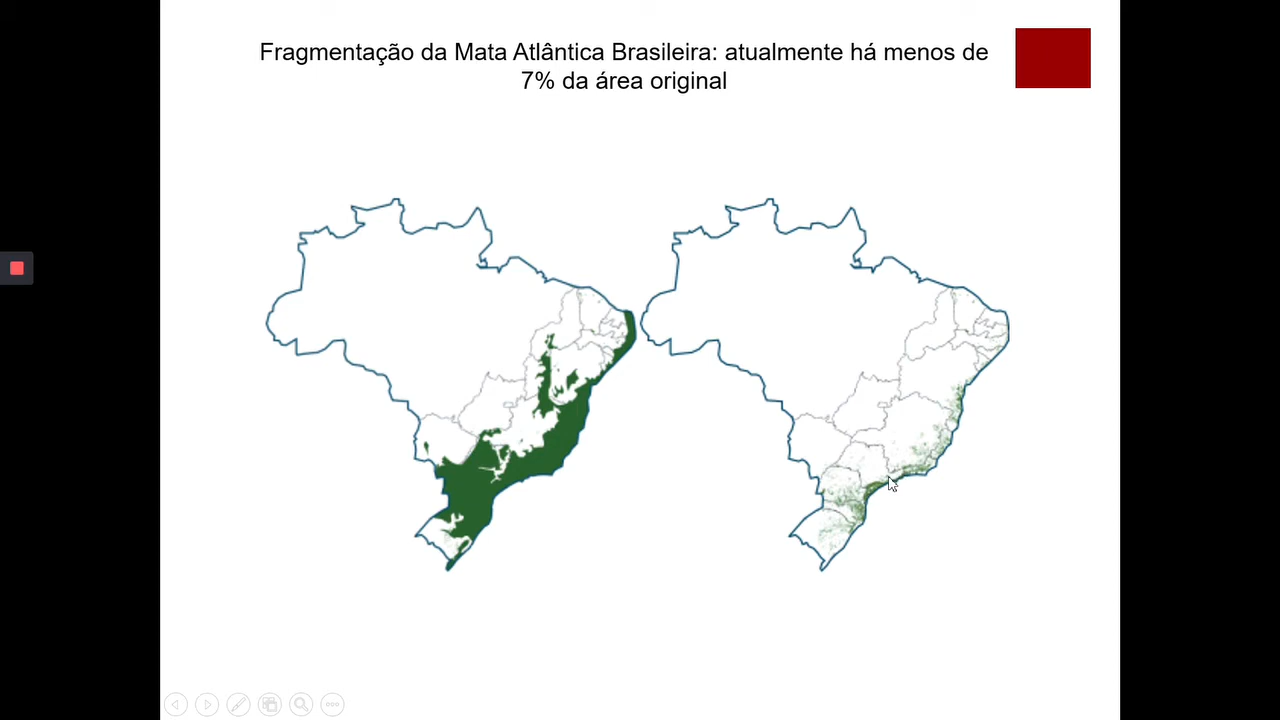 Fragmentação da Mata Atlântica Brasileira: atualmente há menos de
7% da área original